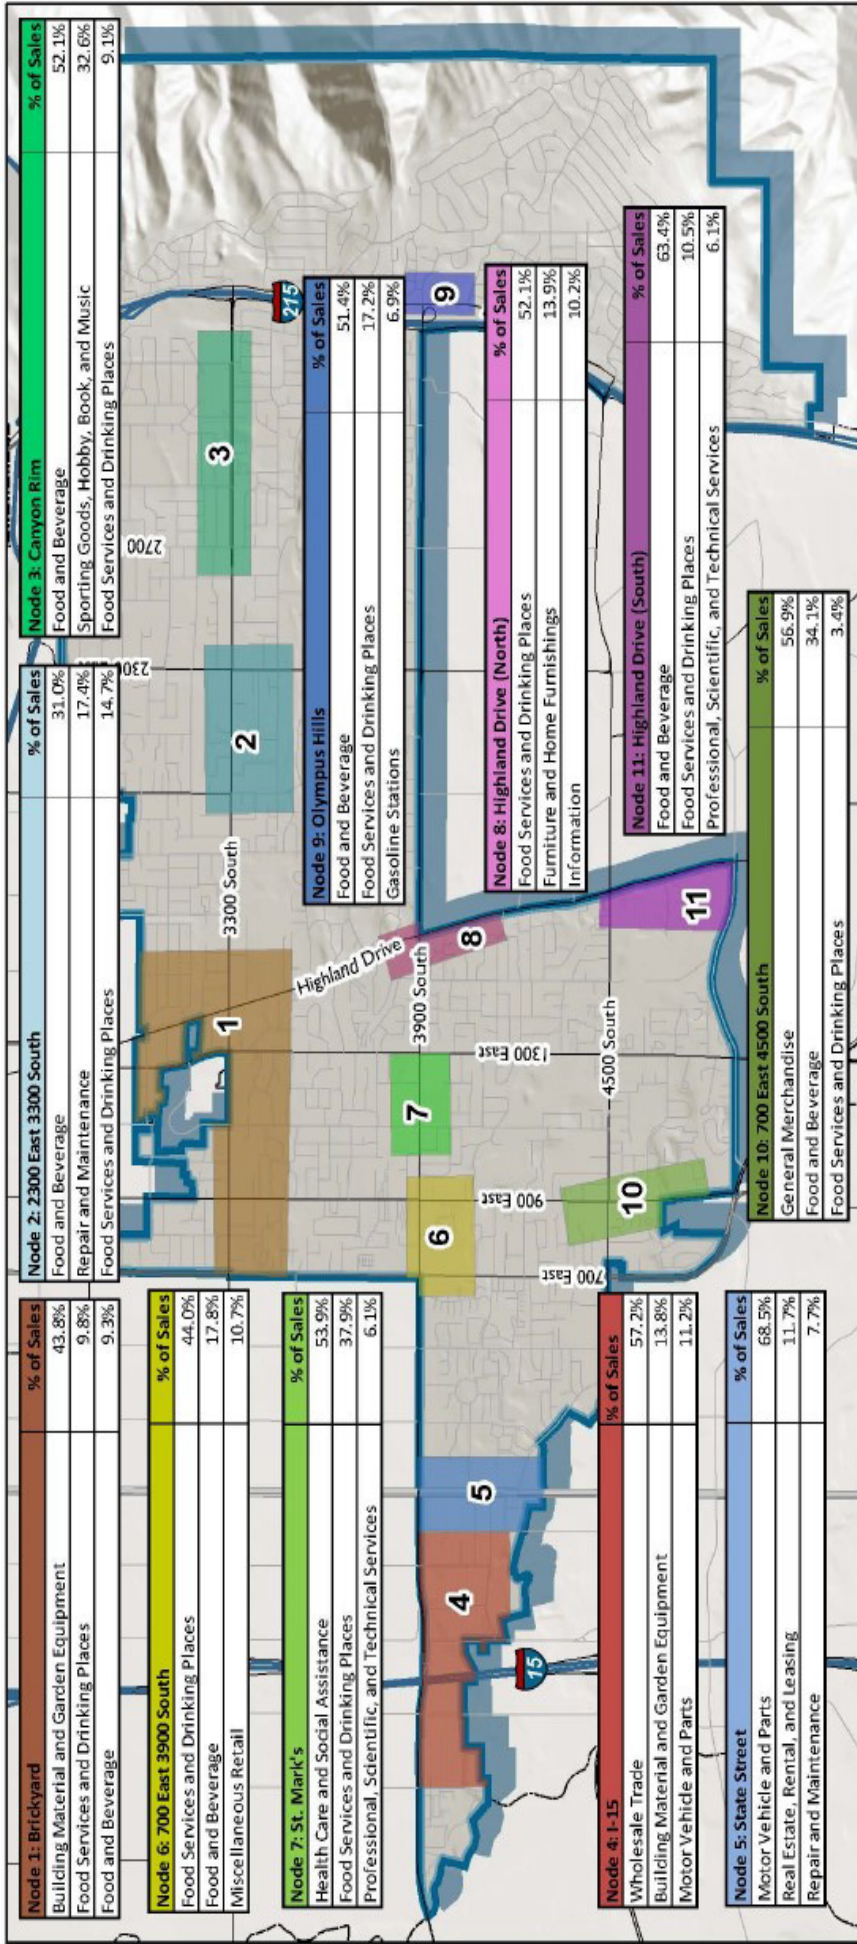 Node 1: Brickyard % of Sales
Building Material and Garden Equipment 43.8%
Food Services and Drinking Places 9.8%
Food and Beverage 9.3%
Node 2: 2300 East 3300 South % of Sales
Food and Beverage 31.0%
Repair and Maintenance 17.4%
Food Services and Drinking Places 14.7%
Node 3: Canyon Rim % of Sales
Food and Beverage 52.1%
Sporting Goods, Hobby, Book, and Music 32.6%
Food Services and Drinking Places 9.1%
Node 6: 700 East 3900 South % of Sales
Food Services and Drinking Places 44.0%
Food and Beverage 17.8%
Miscellaneous Retail 10.7%
Node 7: St. Mark's % of Sales
Health Care and Social Assistance 53.9%
Food Services and Drinking Places 37.9%
Professional, Scientific, and Technical Services 6.1%
Node 9: Olympus Hills % of Sales
Food and Beverage 51.4%
Food Services and Drinking Places 17.2%
Gasoline Stations 6.9%
Node 8: Highland Drive (North) % of Sales
Food Services and Drinking Places 52.1%
Furniture and Home Furnishings 13.9%
Information 10.2%
Node 4: I-15 % of Sales
Wholesale Trade 57.2%
Building Material and Garden Equipment 13.8%
Motor Vehicle and Parts 11.2%
Node 11: Highland Drive (South) % of Sales
Food and Beverage 63.4%
Food Services and Drinking Places 10.5%
Professional, Scientific, and Technical Services 6.1%
Node 5: State Street % of Sales
Motor Vehicle and Parts 68.5%
Real Estate, Rental, and Leasing 11.7%
Repair and Maintenance 7.7%
Node 10: 700 East 4500 South % of Sales
General Merchandise 56.9%
Food and Beverage 34.1%
Food Services and Drinking Places 3.4%
2700
1
3300 South
2
3
215
Highland Drive
3900 South
1300 East
900 East
700 East
4500 South
4
5
6
7
8
9
10
11
15